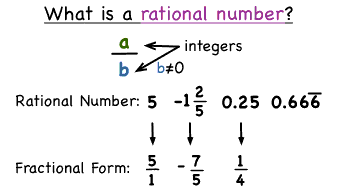 What is a rational number?
a/b integers
b≠0
Rational Number: 5 -1 2/5 0.25 0.666̅
Fractional Form: 5/1 - 7/5 1/4